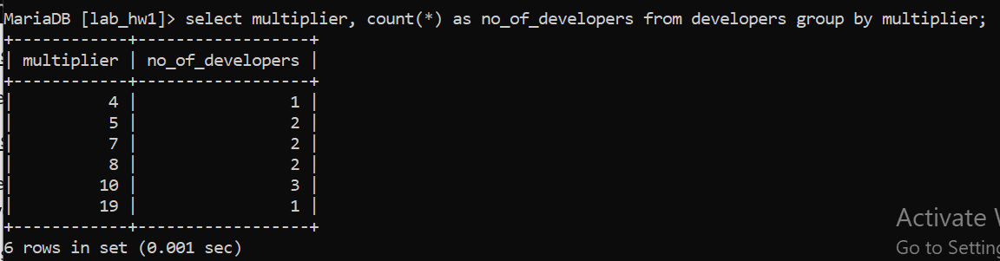 MariaDB [lab_hw1]> select multiplier, count(*) as no_of_developers from developers group by multiplier;
+------------+------------------+
| multiplier | no_of_developers |
+------------+------------------+
|          4 |                1 |
|          5 |                2 |
|          7 |                2 |
|          8 |                2 |
|         10 |                3 |
|         19 |                1 |
+------------+------------------+
6 rows in set (0.001 sec)
Activate
Go to